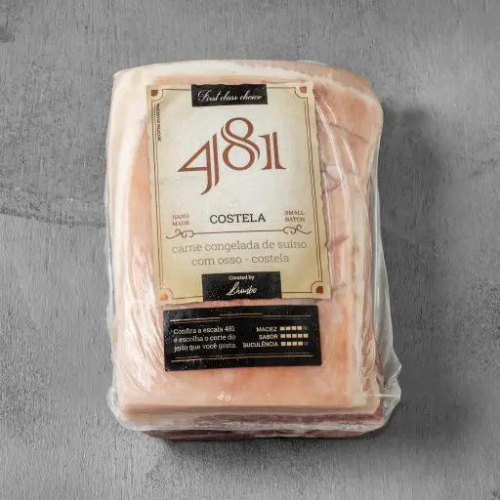 First class choice
481
HAND MADE
COSTELA
SMALL BATCH
carne congelada de suíno
com osso - costela
Created by
Confira a escala 481
e escolha o corte do
jeito que você gosta.
MACIEZ
SABOR
SUCULÊNCIA